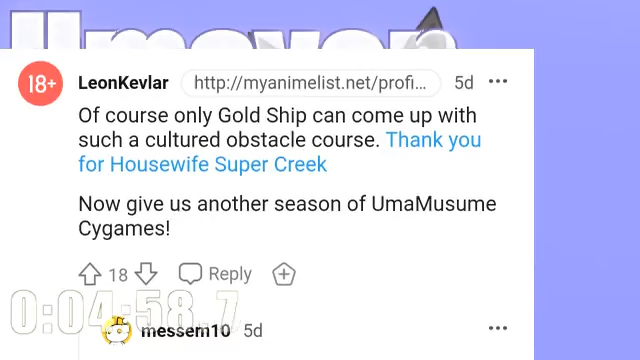 18+ LeonKevlar http://myanimelist.net/profi... 5d ...
Of course only Gold Ship can come up with
such a cultured obstacle course. Thank you
for Housewife Super Creek
Now give us another season of UmaMusume
Cygames!
18 Reply
0:04:58.7
messem10 5d ...